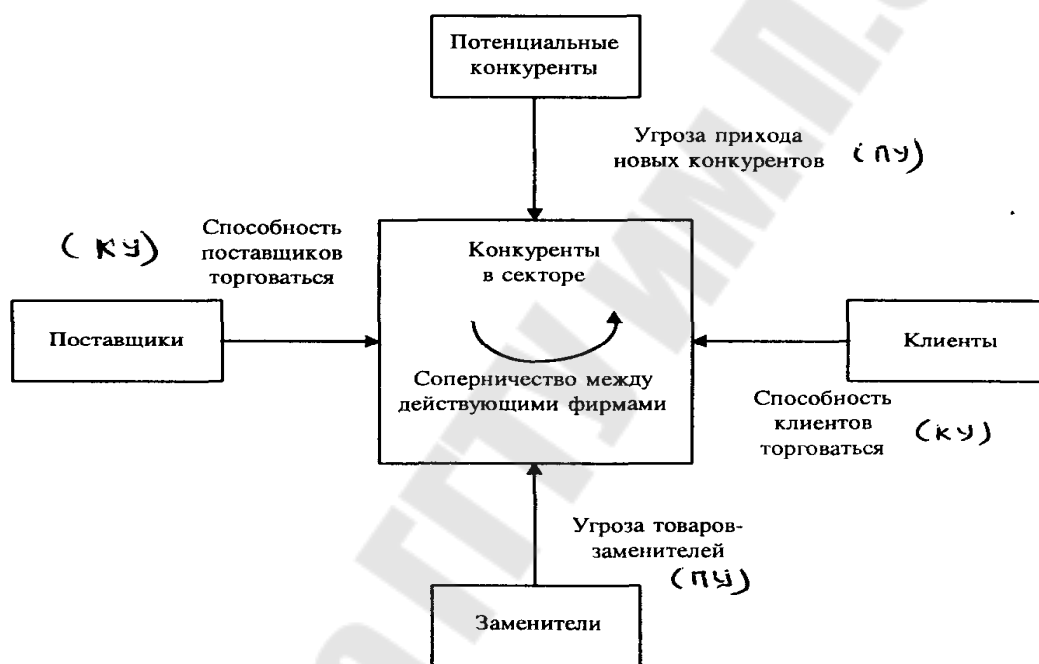 Потенциальные
конкуренты
Угроза прихода
новых конкурентов (ПУ)
(КУ)
Способность
поставщиков
торговаться
Конкуренты
в секторе
Поставщики
Клиенты
Соперничество между
действующими фирмами
Способность
клиентов
торговаться
(КУ)
Угроза товаров-
заменителей
(ПУ)
Заменители